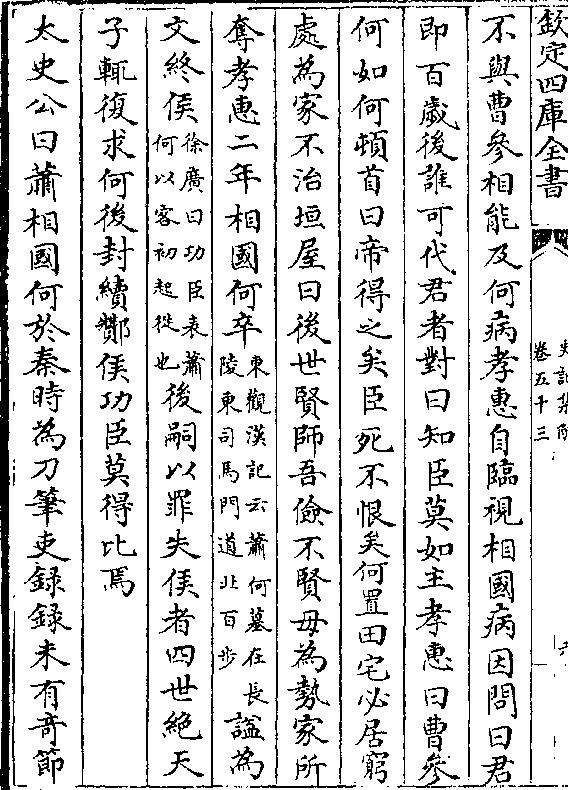 欽定四庫全書
史記集解
卷五十三
不與曹參相能及何病孝惠自臨視相國病因問曰君
即百歲後誰可代君者對曰知臣莫如主孝惠曰曹參
何如何頓首曰帝得之矣臣死不恨矣何置田宅必居窮
處為家不治垣屋曰後世賢師吾儉不賢毋為勢家所
奪孝惠二年相國何卒東觀漢記云蕭何墓在長陵東司馬門道北百步諡為
文終侯徐廣曰功臣表蕭何以客初起從也後嗣以罪失侯者四世絶天
子輒復求何後封續酇侯功臣莫得比焉
太史公曰蕭相國何於秦時為刀筆吏録録未有奇節